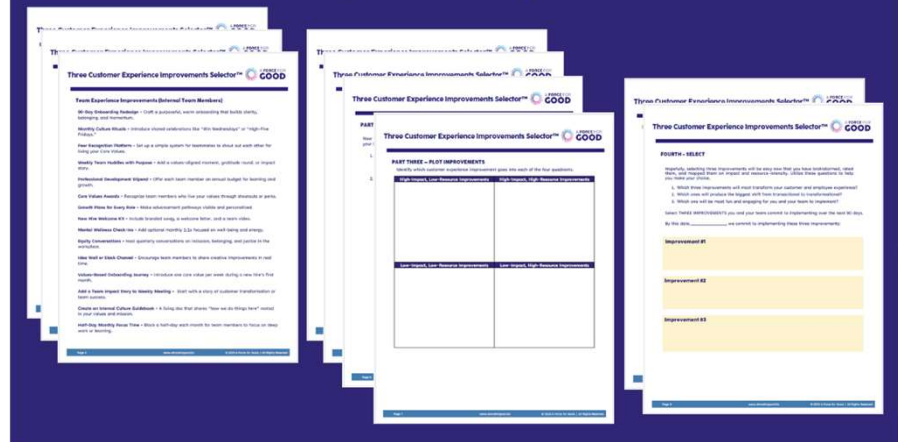 Three Customer Experience Improvements Selector™
A FORCE FOR
GOOD
Team Experience Improvements (Internal Team Members)
90-Day Onboarding Redesign – Craft a purposeful, warm onboarding that builds clarity,
belonging, and momentum.
Monthly Culture Rituals – Introduce shared celebrations like "Win Wednesdays" or "High-Five
Fridays."
Peer Recognition Platform – Set up a simple system for teammates to shout out each other for
living your Core Values.
Weekly Team Huddles with Purpose – Add a values-aligned moment, gratitude round, or impact
story.
Professional Development Stipend – Offer each team member an annual budget for learning and
growth.
Core Values Awards – Recognize team members who live your values through shoutouts or perks.
Growth Plans for Every Role – Make advancement pathways visible and personalized.
New Hire Welcome Kit – Include branded swag, a welcome letter, and a team video.
Mental Wellness Check-Ins – Add optional monthly 1:1s focused on well-being and energy.
Equity Conversations – Host quarterly conversations on inclusion, belonging, and justice in the
workplace.
Idea Wall or Slack Channel – Encourage team members to share creative improvements in real
time.
Values-Based Onboarding Journey – Introduce one core value per week during a new hire's first
month.
Add a Team Impact Story to Weekly Meeting – Start with a story of customer transformation or
team success.
Create an Internal Culture Guidebook – A living doc that shares "how we do things here" rooted
in your values and mission.
Half-Day Monthly Focus Time – Block a half-day each month for team members to focus on deep
work or learning.
Three Customer Experience Improvements Selector™
GOOD
PART
Three Customer Experience Improvements Selector™
A FORCE FOR
GOOD
PART THREE – PLOT IMPROVEMENTS
Identify which customer experience improvement goes into each of the four quadrants.
High-Impact, Low-Resource Improvements
High-Impact, High-Resource Improvements
Low-Impact, Low-Resource Improvements
Low-Impact, High-Resource Improvements
Page 7
Three Customer Experience Improvements Selector™
A FORCE FOR
GOOD
FOURTH – SELECT
Hopefully, selecting three improvements will be easy now that you have brainstormed, rated
them, and mapped them on impact and resource intensity. Utilize these questions to help
you make your choice.
1. Which three improvements will most transform your customer and employee experience?
2. Which ones will produce the biggest shift from transactional to transformational?
3. Which one will be most fun and engaging for you and your team to implement?
Select THREE IMPROVEMENTS you and your team commit to implementing over the next 90 days.
By this date, we commit to implementing these three improvements:
Improvement #1
Improvement #2
Improvement #3